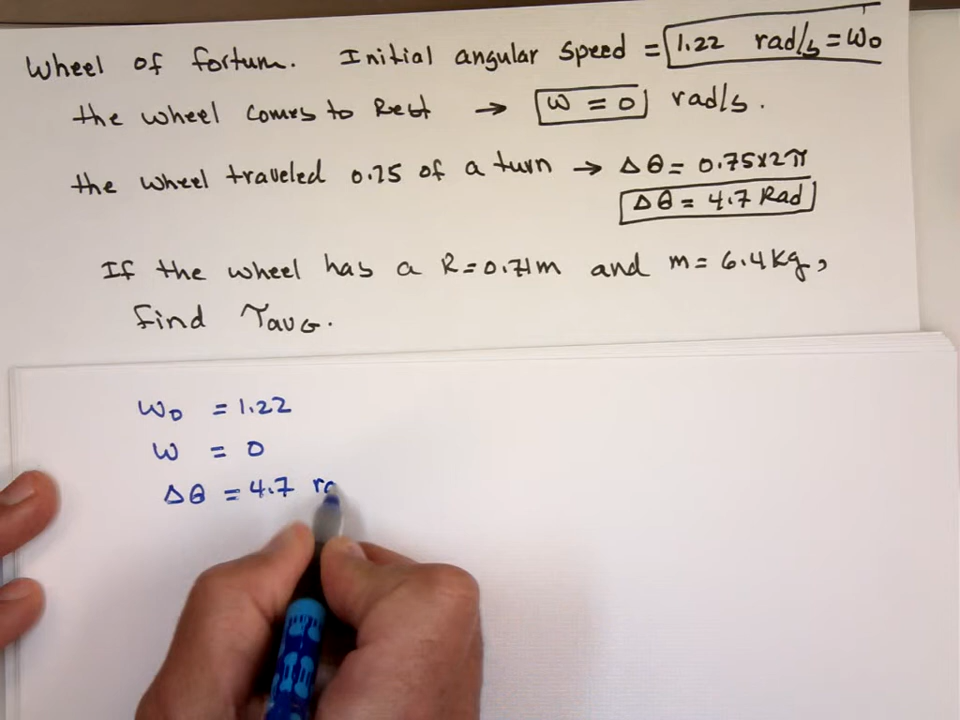 Wheel of fortum. Initial angular speed = 1.22 rad/s = ω₀
the wheel comes to Rest → ω = 0 rad/s.
the wheel traveled 0.75 of a turn → Δθ = 0.75x2π
Δθ = 4.7 Rad
If the wheel has a R=0.71m and m= 6.4kg,
find τAVG.
ω₀ = 1.22
ω = 0
Δθ = 4.7 ra